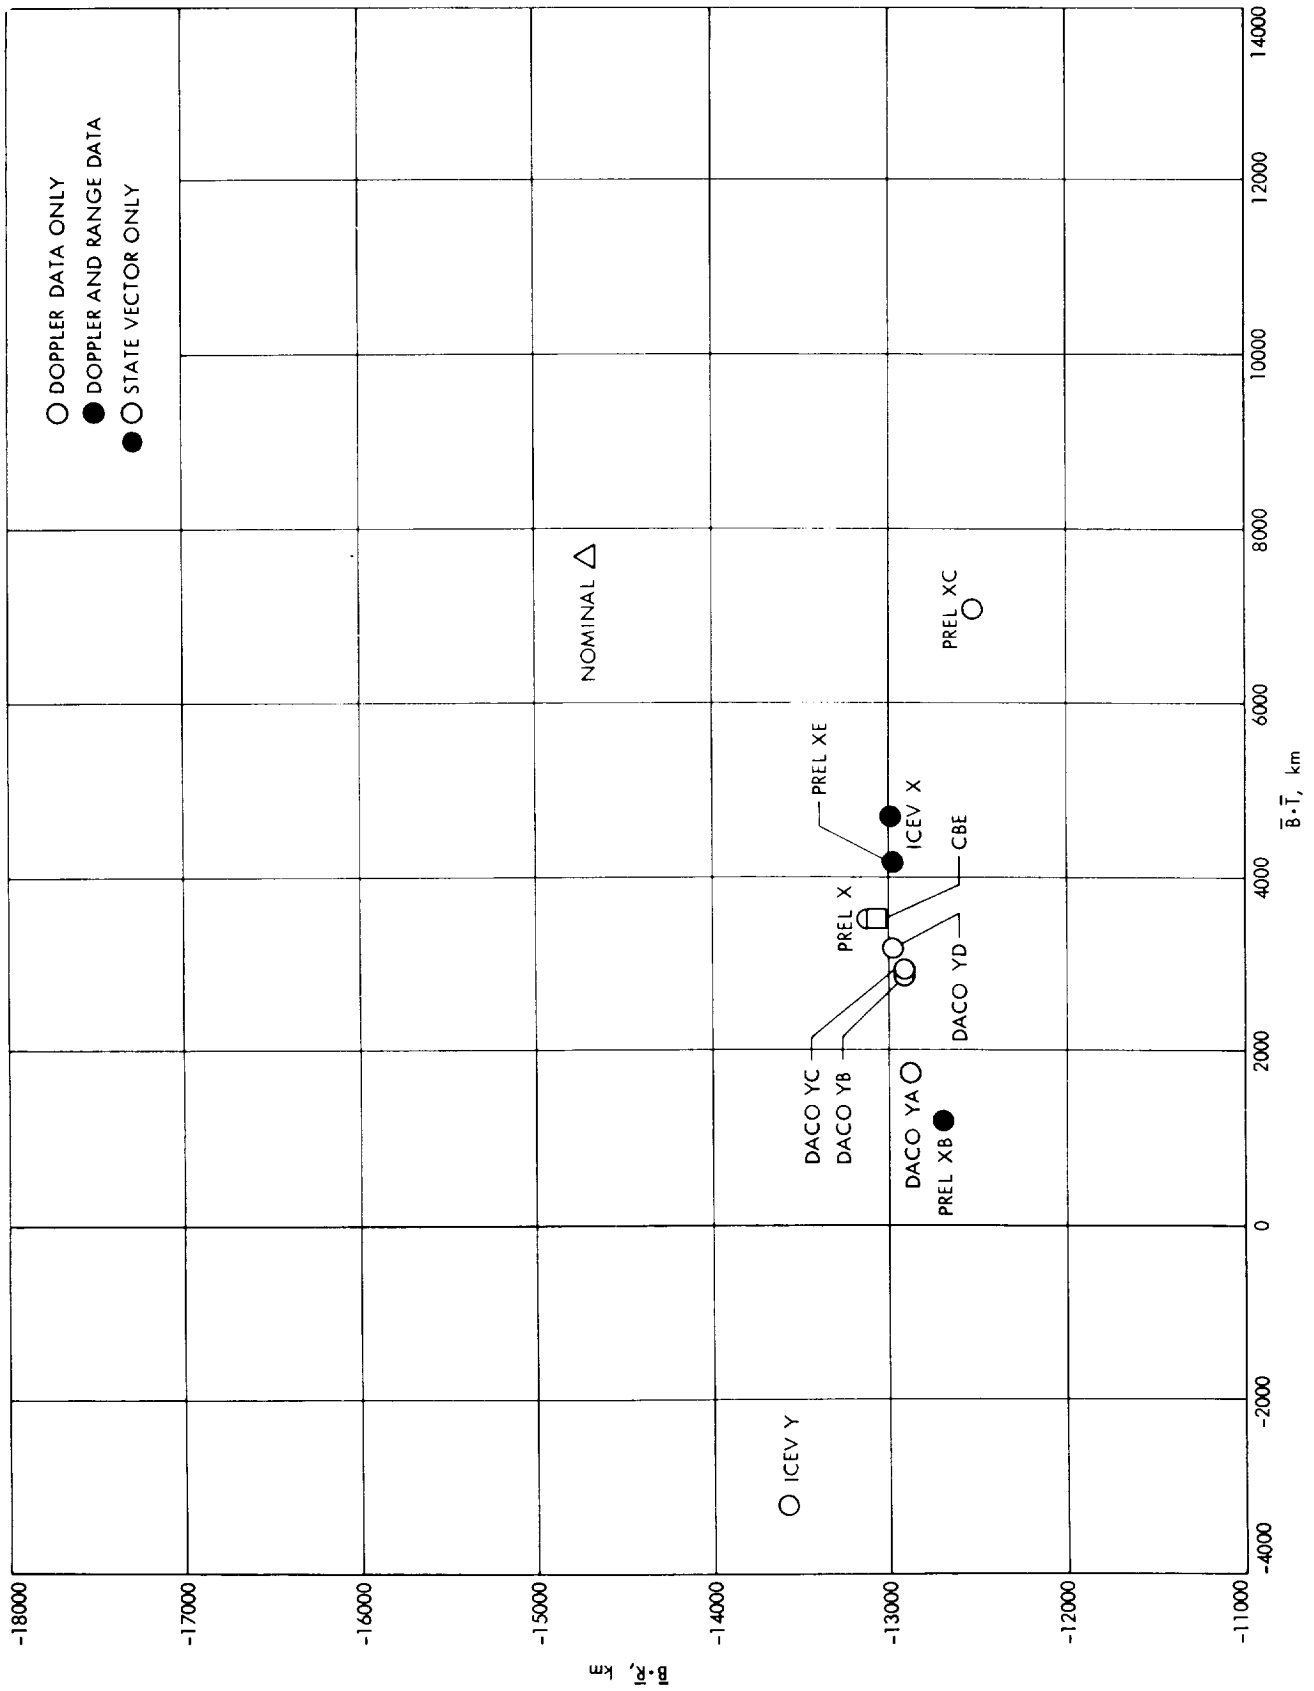 ○ DOPPLER DATA ONLY
● DOPPLER AND RANGE DATA
●○ STATE VECTOR ONLY
NOMINAL △
PREL XC
PREL XE
ICEV X
PREL X
CBE
DACO YC
DACO YB
DACO YD
DACO YA
PREL XB
ICEV Y
-18000
-17000
-16000
-15000
-14000
-13000
-12000
-11000
B̅·R̅, km
-4000
-2000
0
2000
4000
6000
8000
10000
12000
14000
B̅·T̅, km